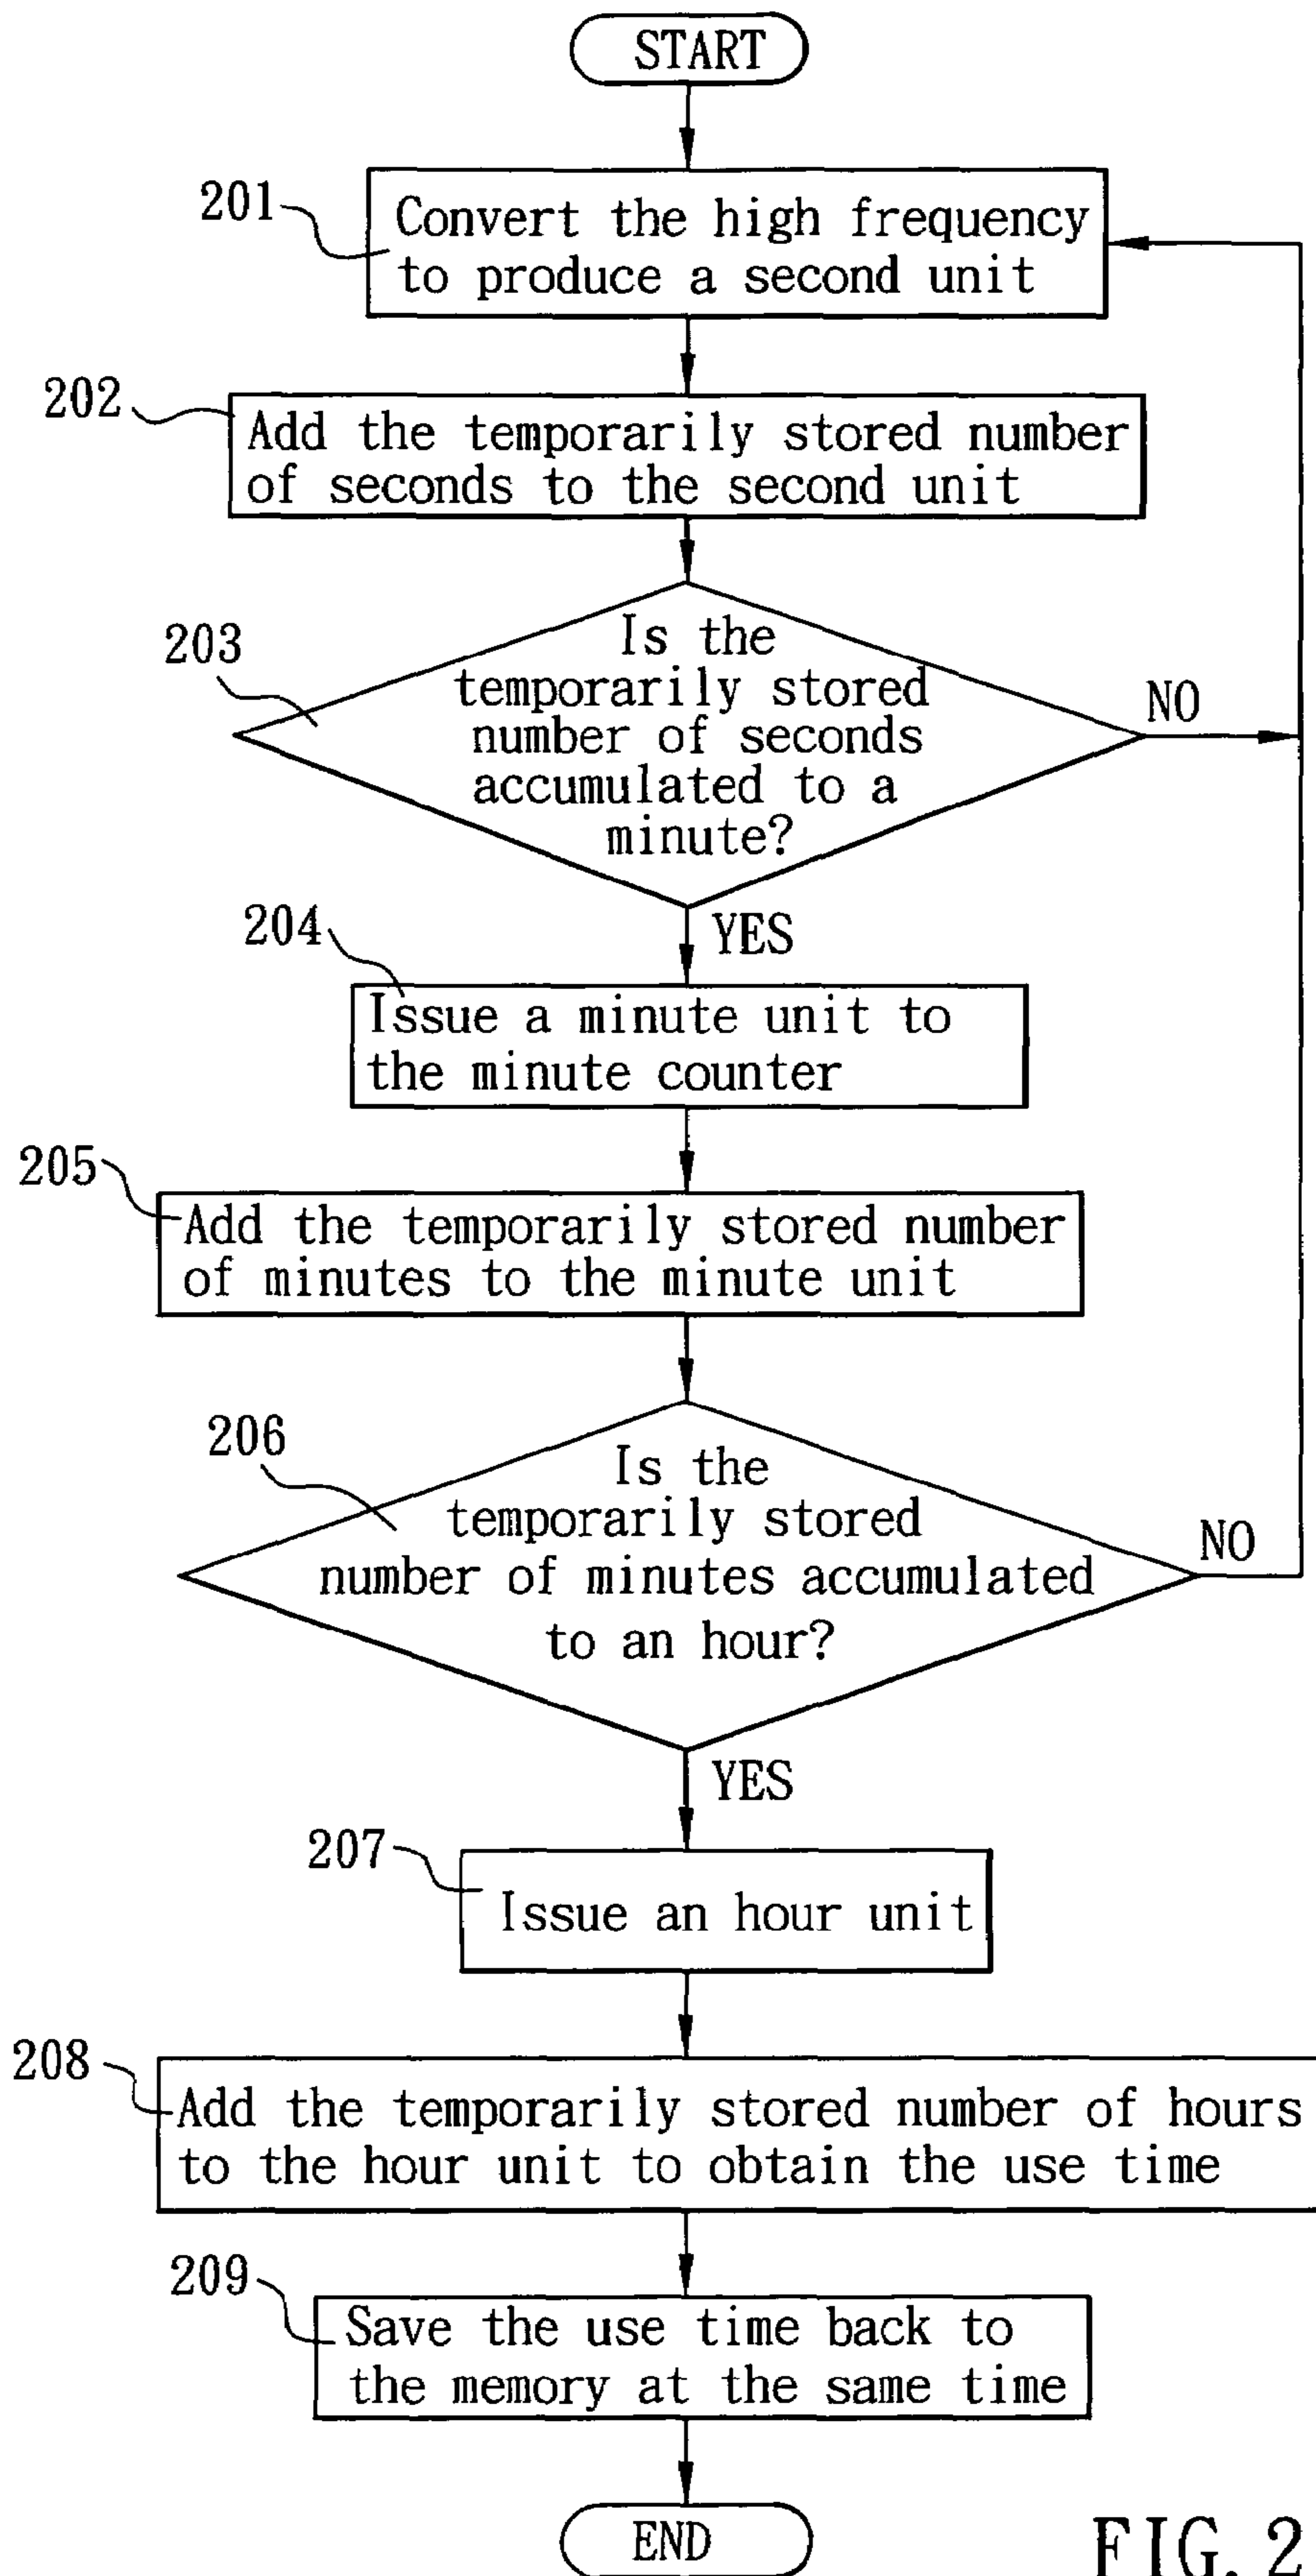 START
201
Convert the high frequency
to produce a second unit
202
Add the temporarily stored number
of seconds to the second unit
203
Is the
temporarily stored
number of seconds
accumulated to a
minute?
NO
YES
204
Issue a minute unit to
the minute counter
205
Add the temporarily stored number
of minutes to the minute unit
206
Is the
temporarily stored
number of minutes accumulated
to an hour?
NO
YES
207
Issue an hour unit
208
Add the temporarily stored number of hours
to the hour unit to obtain the use time
209
Save the use time back to
the memory at the same time
END
FIG. 2